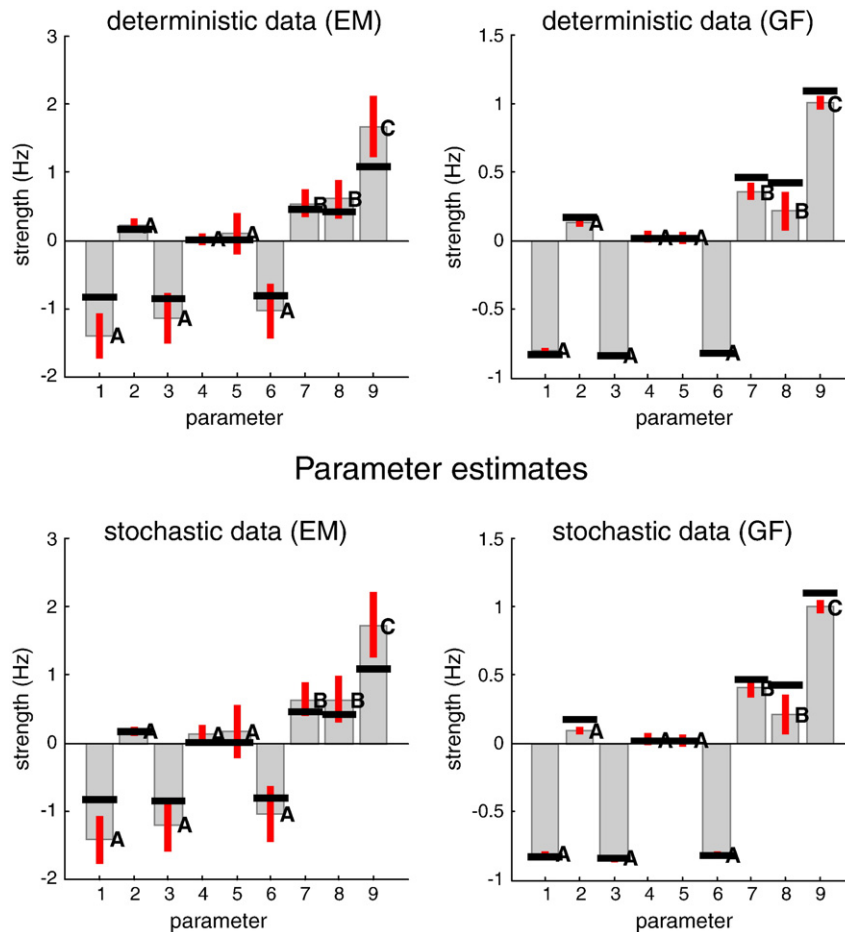 deterministic data (EM)
3
2
1
0
-1
-2
strength (Hz)
A
A
A
A
A
A
B
B
C
1 2 3 4 5 6 7 8 9
parameter
deterministic data (GF)
1.5
1
0.5
0
-0.5
-1
strength (Hz)
A
A
A
A
A
A
B
B
C
1 2 3 4 5 6 7 8 9
parameter
Parameter estimates
stochastic data (EM)
3
2
1
0
-1
-2
strength (Hz)
A
A
A
A
A
A
B
B
C
1 2 3 4 5 6 7 8 9
parameter
stochastic data (GF)
1.5
1
0.5
0
-0.5
-1
strength (Hz)
A
A
A
A
A
A
B
B
C
1 2 3 4 5 6 7 8 9
parameter